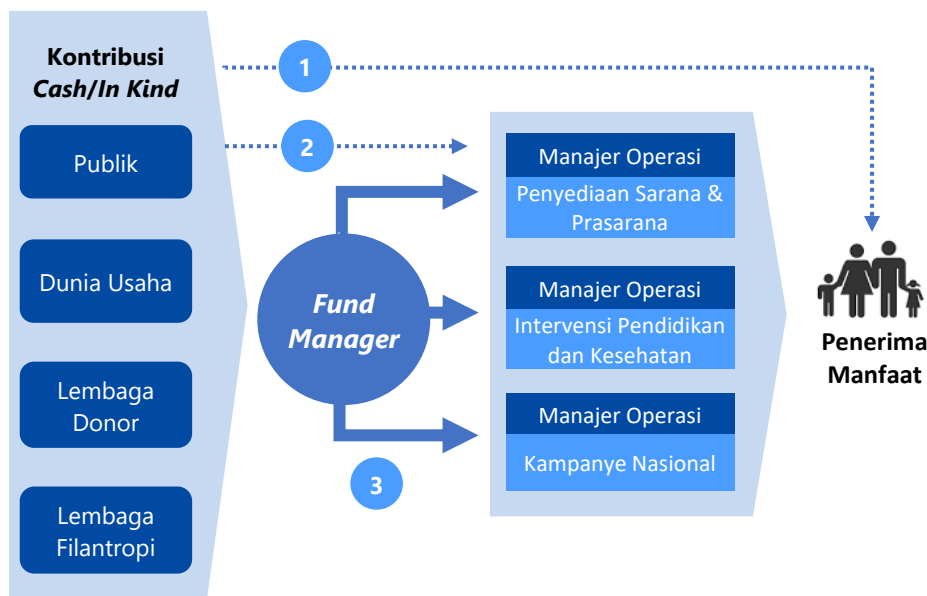 Kontribusi
Cash/In Kind
Publik
Dunia Usaha
Lembaga
Donor
Lembaga
Filantropi
1
2
Fund
Manager
3
Manajer Operasi
Penyediaan Sarana &
Prasarana
Manajer Operasi
Intervensi Pendidikan
dan Kesehatan
Manajer Operasi
Kampanye Nasional
Penerima
Manfaat